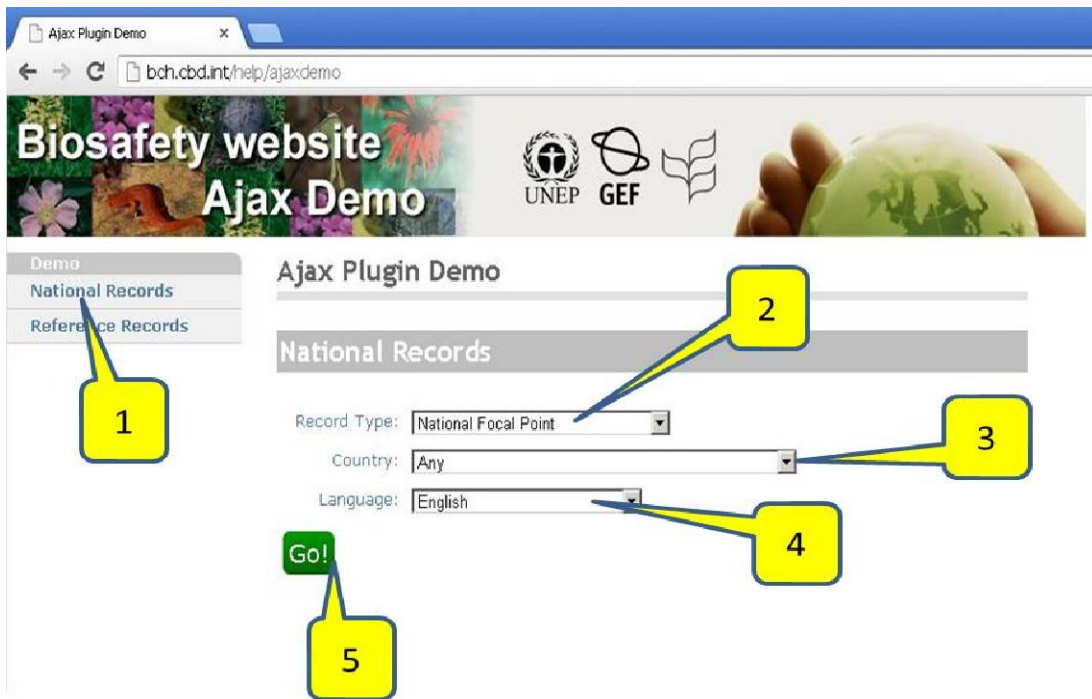 Ajax Plugin Demo
bch.cbd.int/help/ajaxdemo
Biosafety website
Ajax Demo
UNEP
GEF
Demo
National Records
Reference Records
Ajax Plugin Demo
National Records
Record Type: National Focal Point
Country: Any
Language: English
Go!
1
2
3
4
5